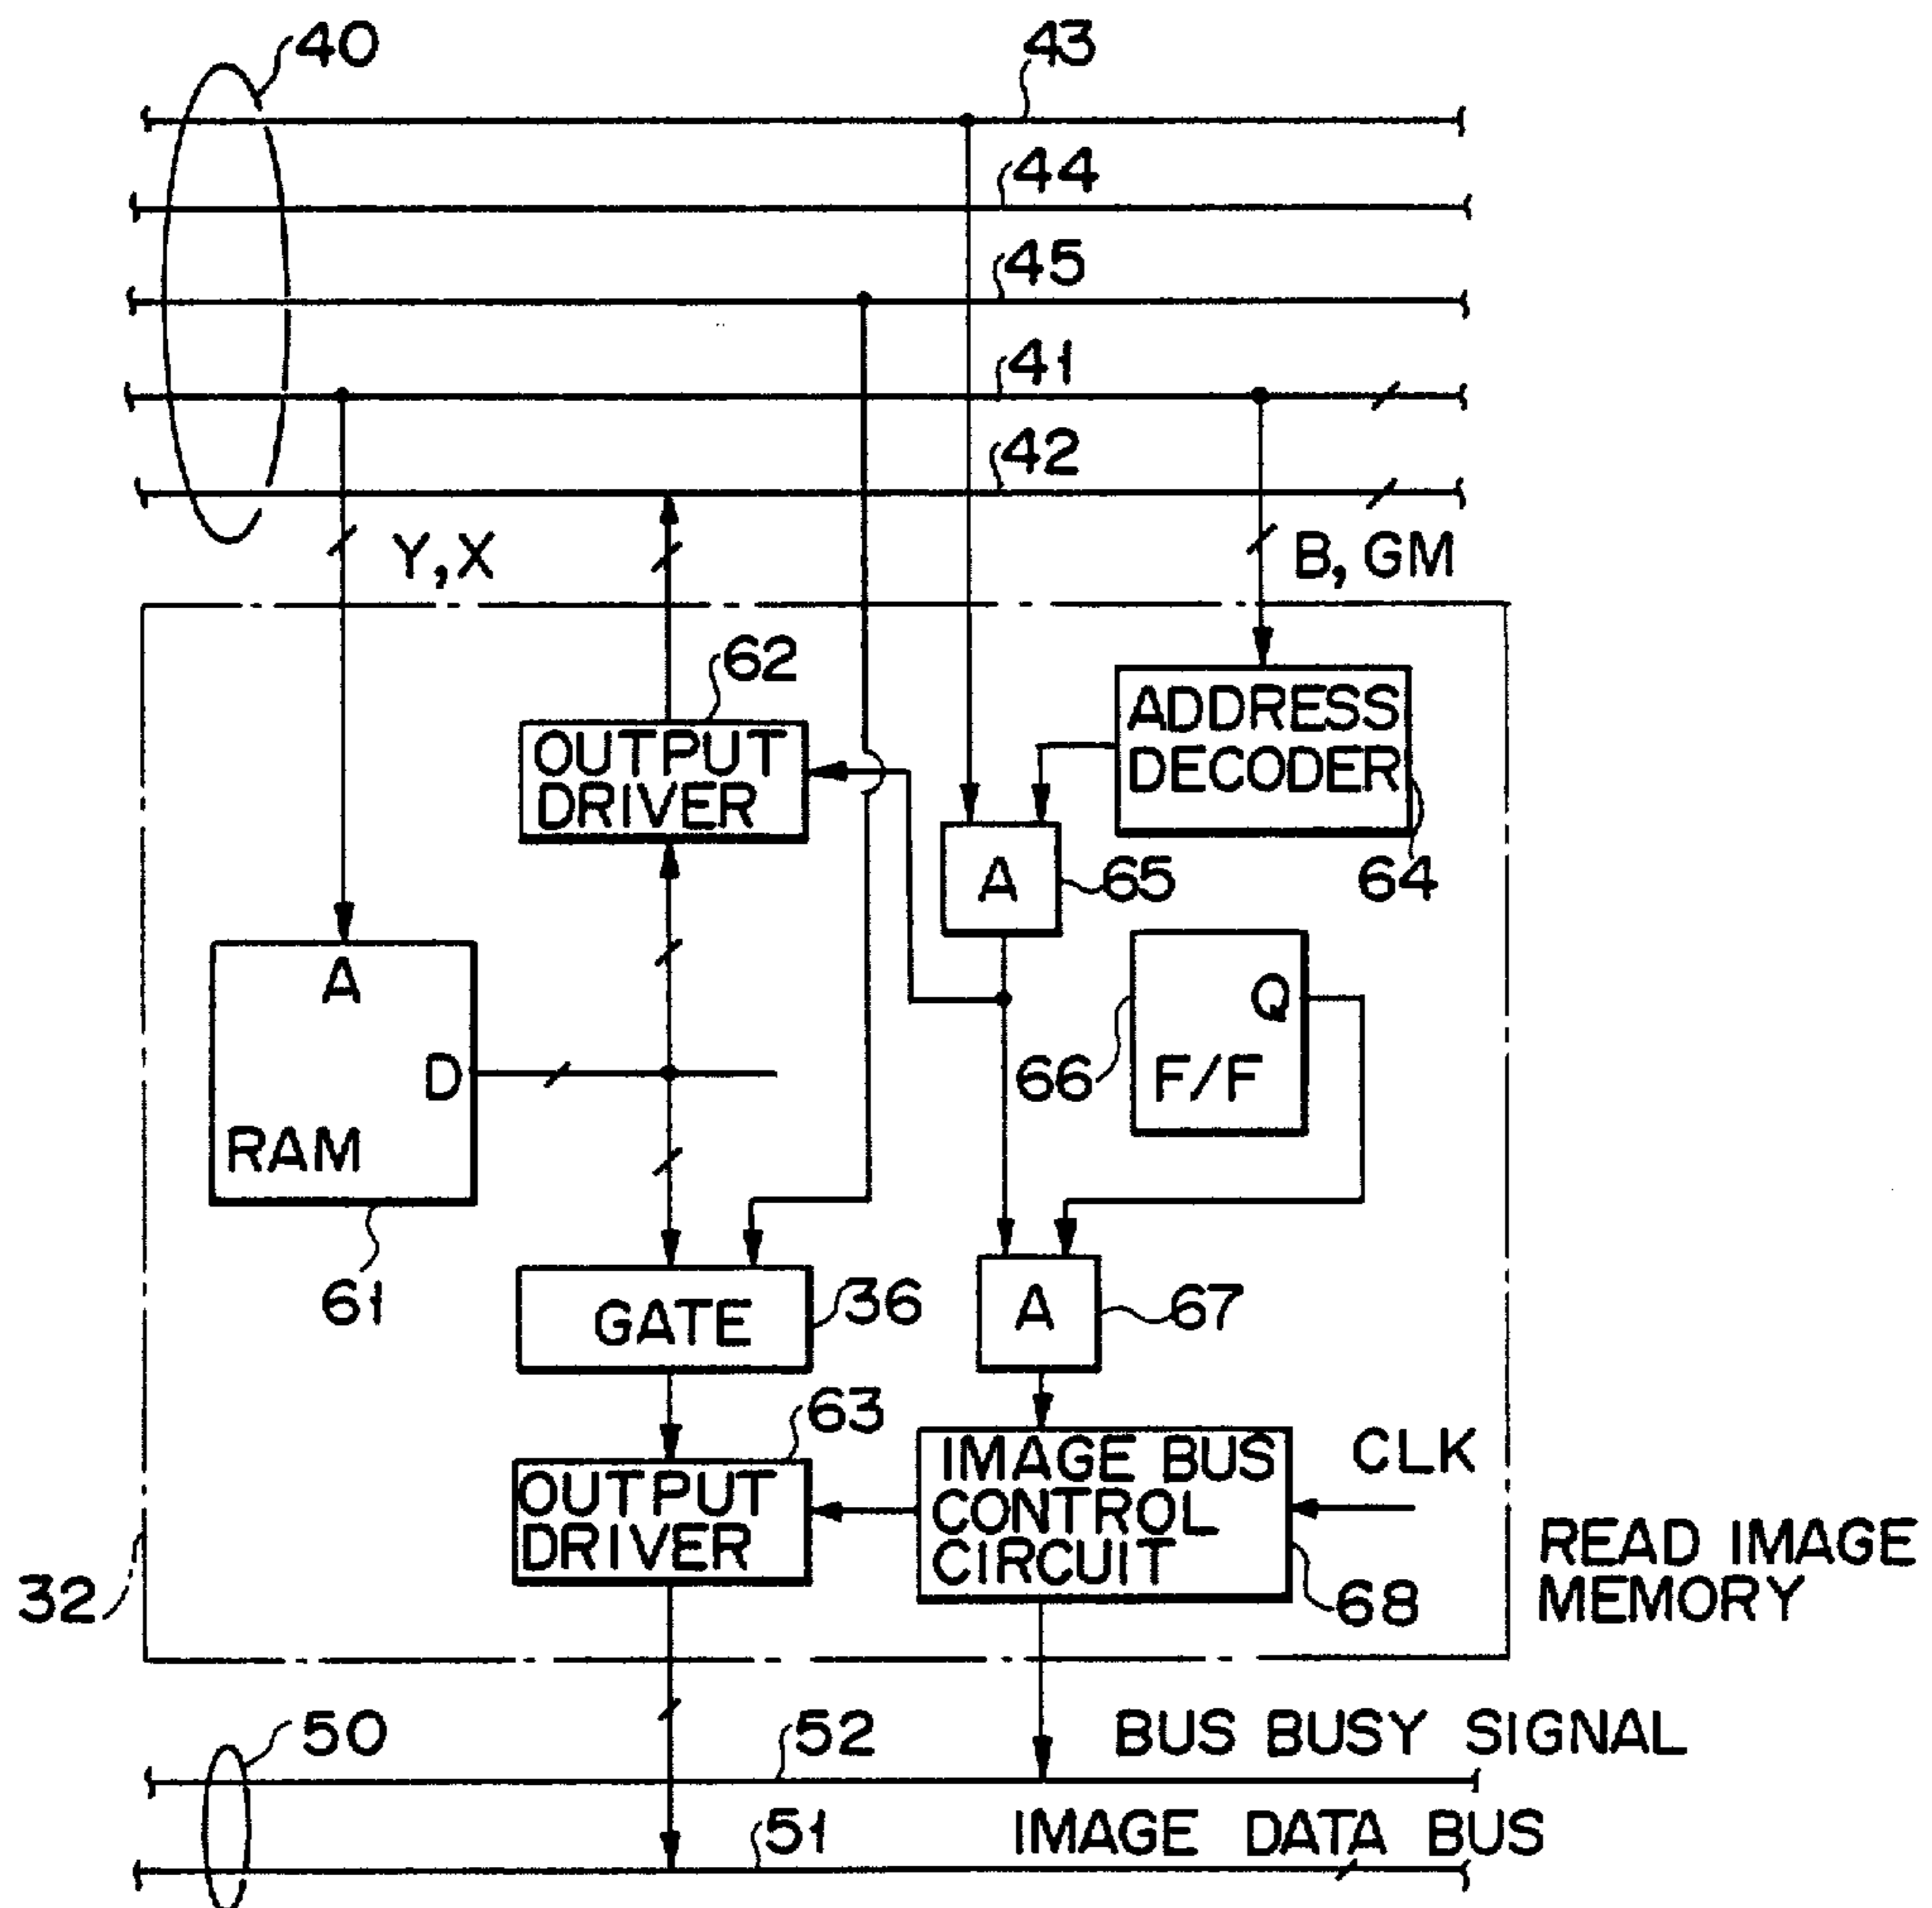 40
43
44
45
41
42
Y,X
B, GM
62
OUTPUT
DRIVER
ADDRESS
DECODER
A
65
64
A
D
RAM
61
Q
F/F
66
GATE
36
A
67
63
OUTPUT
DRIVER
IMAGE BUS
CONTROL
CIRCUIT
CLK
68
32
READ IMAGE
MEMORY
50
52
BUS BUSY SIGNAL
51
IMAGE DATA BUS